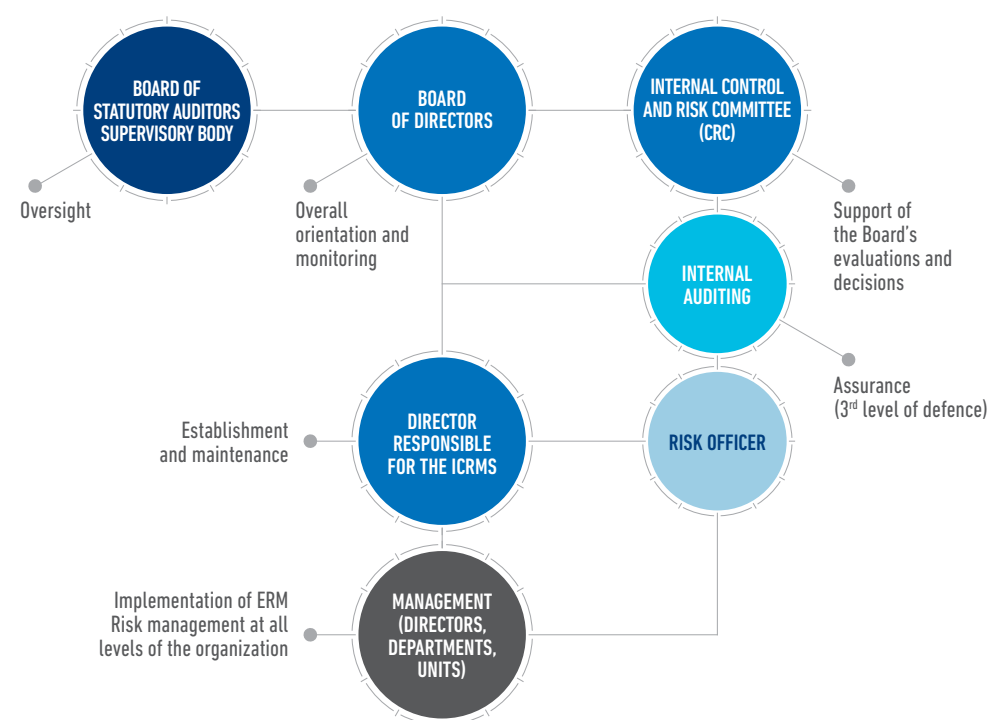 BOARD OF
STATUTORY AUDITORS
SUPERVISORY BODY
BOARD
OF DIRECTORS
INTERNAL CONTROL
AND RISK COMMITTEE
(CRC)
Oversight
Overall
orientation and
monitoring
Support of
the Board's
evaluations and
decisions
INTERNAL
AUDITING
Assurance
(3rd level of defence)
Establishment
and maintenance
DIRECTOR
RESPONSIBLE
FOR THE ICRMS
RISK OFFICER
Implementation of ERM
Risk management at all
levels of the organization
MANAGEMENT
(DIRECTORS,
DEPARTMENTS,
UNITS)